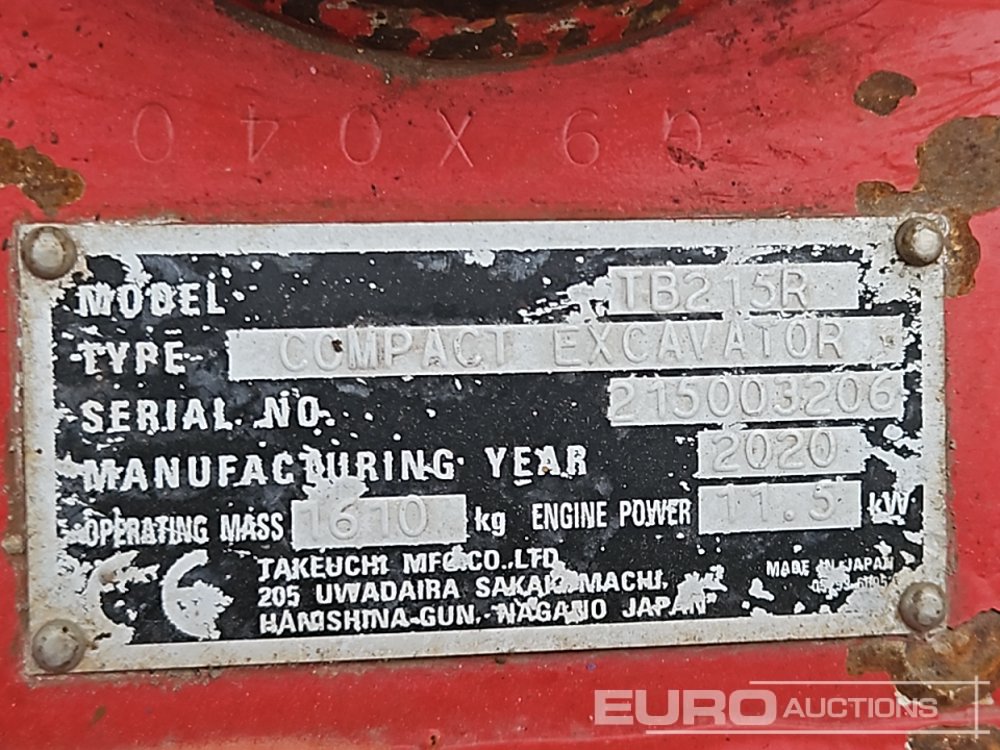 MODEL TB215R
TYPE COMPACT EXCAVATOR
SERIAL NO. 215003206
MANUFACTURING YEAR 2020
OPERATING MASS 1610 kg ENGINE POWER 11.5 kW
TAKEUCHI MFG.CO.,LTD. MADE IN JAPAN
205 UWADAIRA SAKAKI-MACHI,
HANISHINA-GUN, NAGANO JAPAN
EURO AUCTIONS